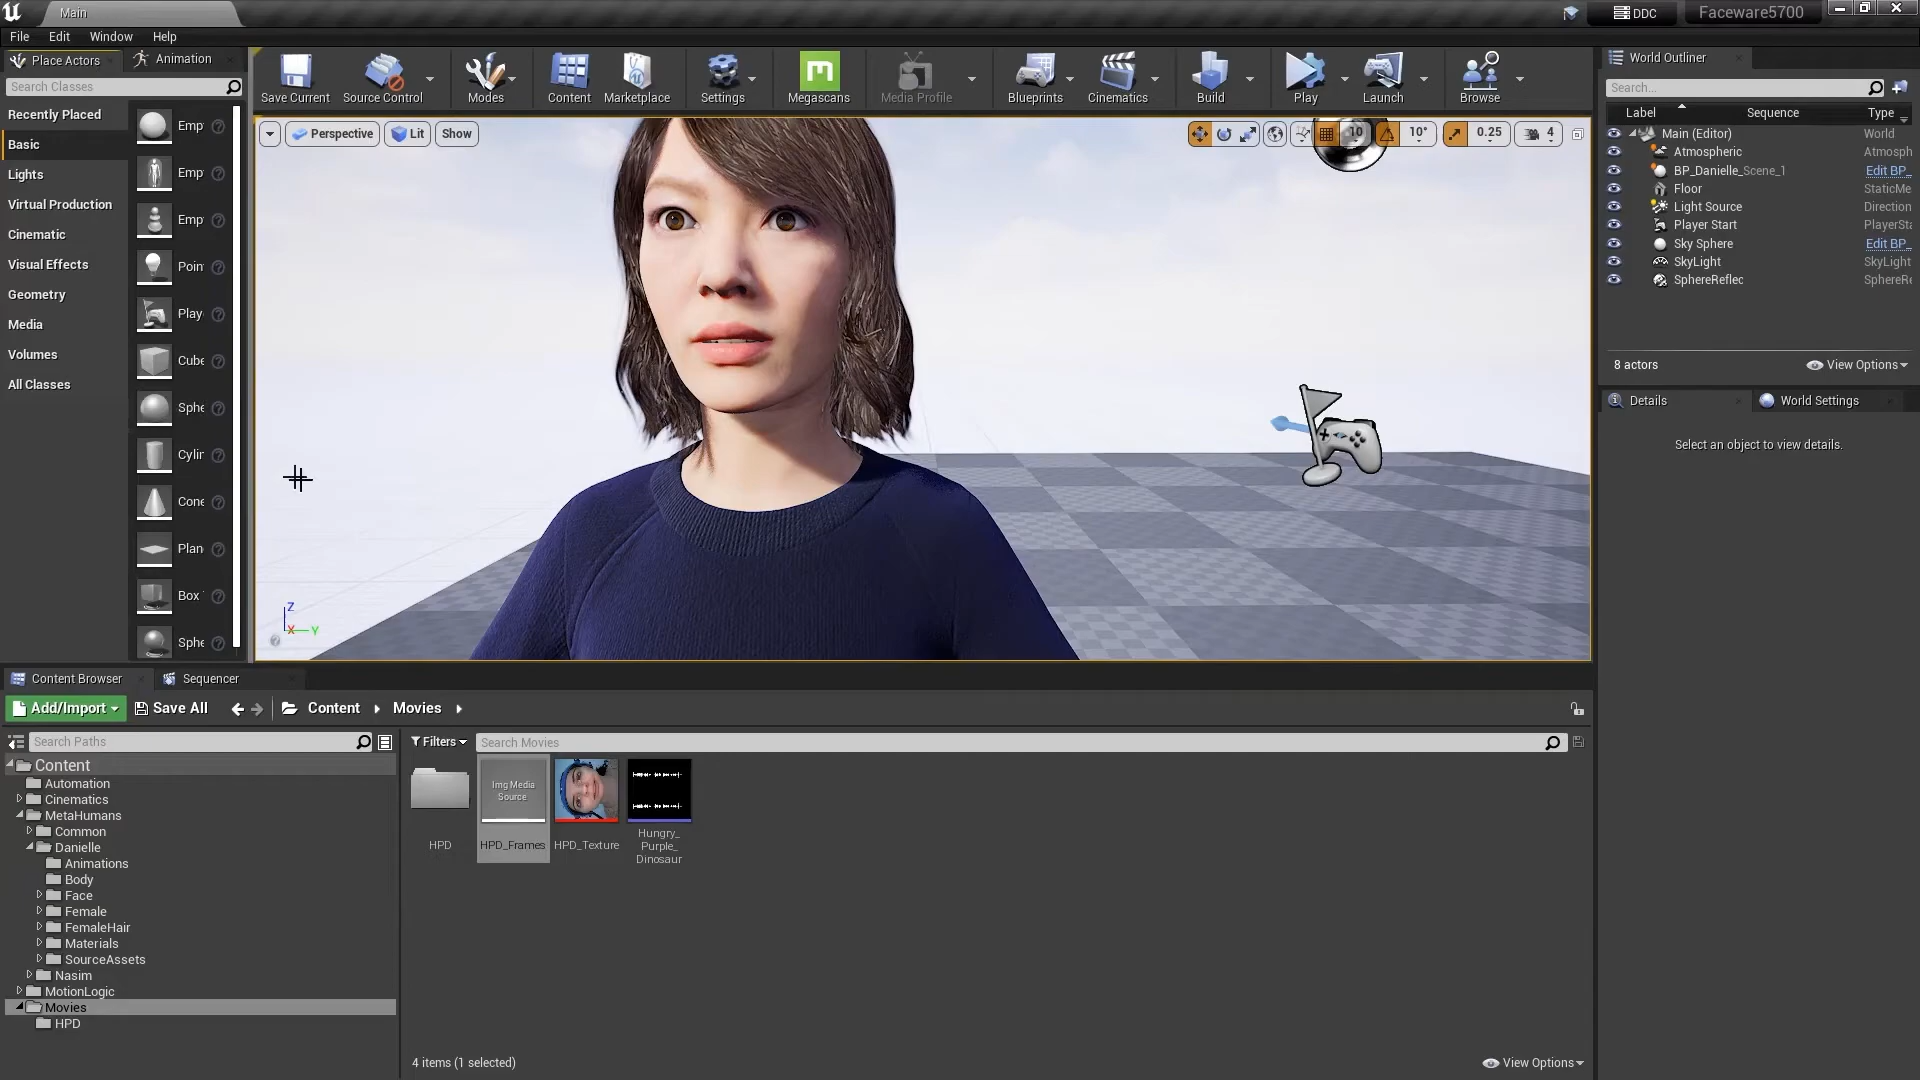 Main
DDC
Faceware5700
File Edit Window Help
Place Actors
Animation
Search Classes
Recently Placed
Basic
Lights
Virtual Production
Cinematic
Visual Effects
Geometry
Media
Volumes
All Classes
Emp
Emp
Emp
Poin
Play
Cube
Sphe
Cylin
Cone
Plan
Box
Sphe
Save Current
Source Control
Modes
Content
Marketplace
Settings
Megascans
Media Profile
Blueprints
Cinematics
Build
Play
Launch
Browse
Perspective
Lit
Show
10
10°
0.25
4
Z
X
Y
World Outliner
Search...
Label Sequence Type
Main (Editor) World
Atmospheric Atmosph
BP_Danielle_Scene_1 Edit BP_
Floor StaticMe
Light Source Direction
Player Start PlayerSta
Sky Sphere Edit BP_
SkyLight SkyLight
SphereReflec SphereRe
8 actors
View Options
Details
World Settings
Select an object to view details.
Content Browser
Sequencer
Add/Import
Save All
Content
Movies
Search Paths
Filters
Search Movies
Content
Automation
Cinematics
MetaHumans
Common
Danielle
Animations
Body
Face
Female
FemaleHair
Materials
SourceAssets
Nasim
MotionLogic
Movies
HPD
Img Media
Source
HPD
HPD_Frames
HPD_Texture
Hungry_
Purple_
Dinosaur
4 items (1 selected)
View Options